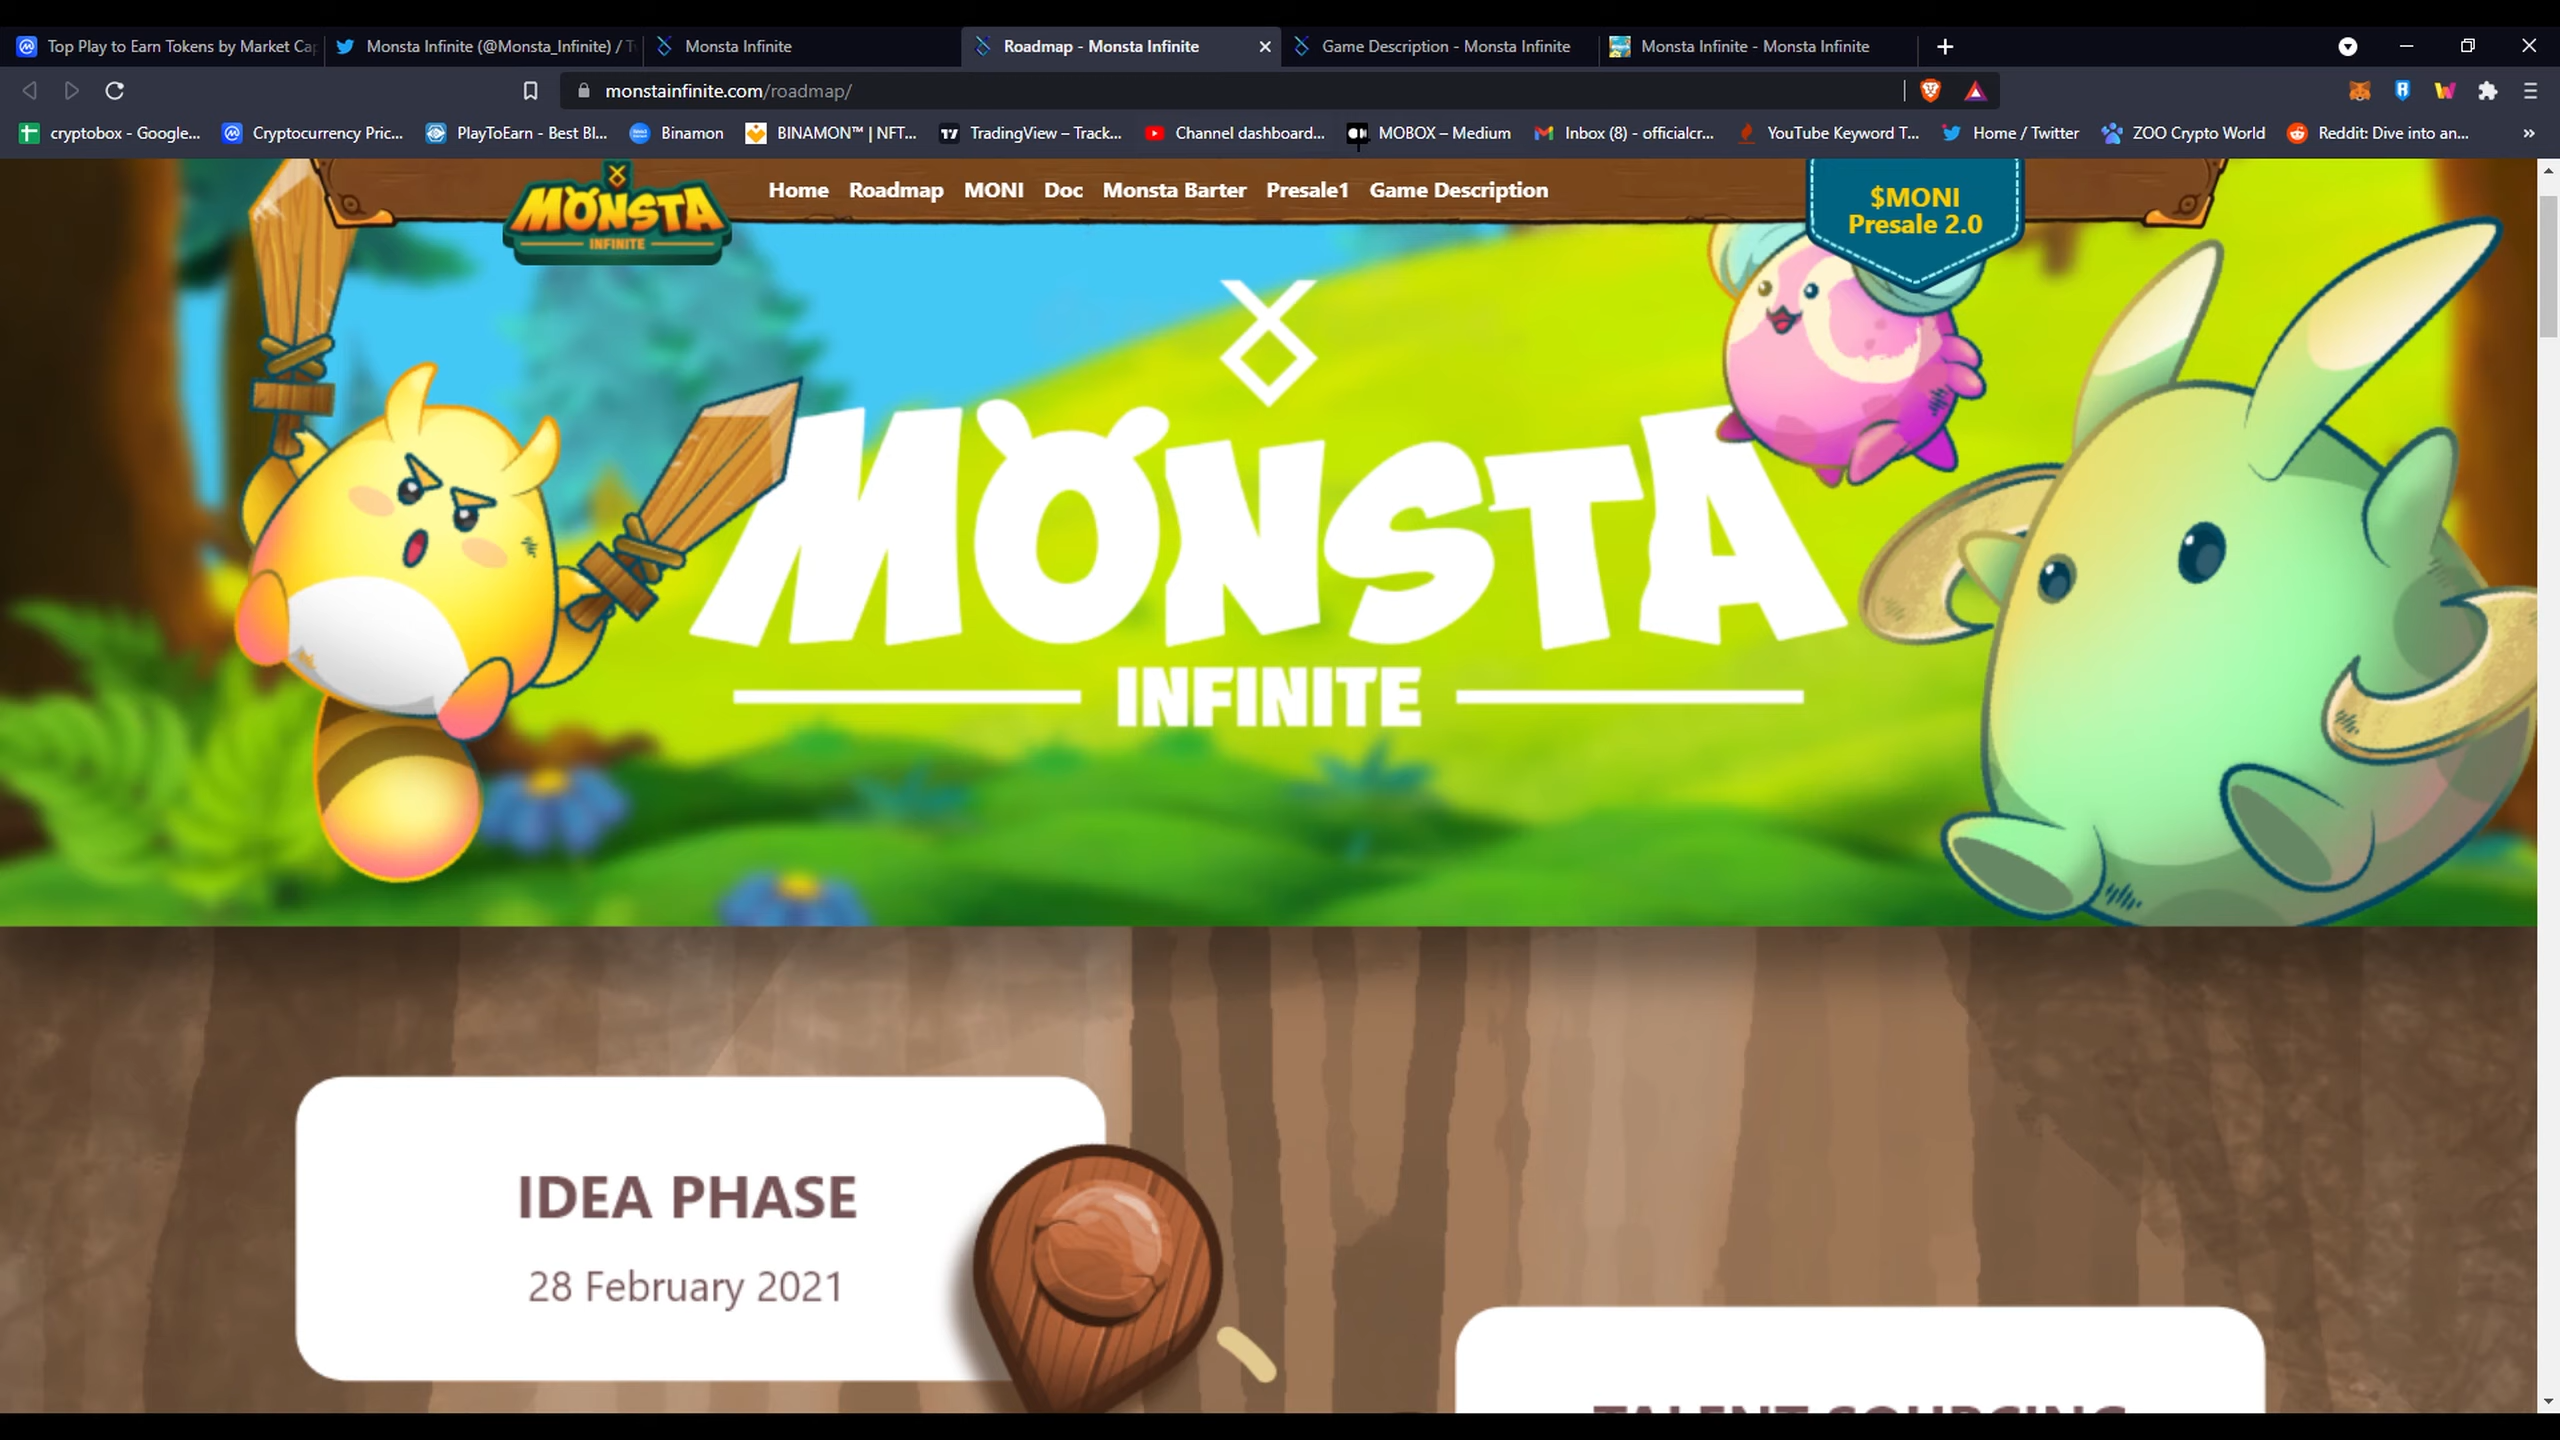 Top Play to Earn Tokens by Market Cap
Monsta Infinite (@Monsta_Infinite) / T
Monsta Infinite
Roadmap - Monsta Infinite
Game Description - Monsta Infinite
Monsta Infinite - Monsta Infinite
monstainfinite.com/roadmap/
cryptobox - Google...
Cryptocurrency Pric...
PlayToEarn - Best Bl...
Binamon
BINAMON™ | NFT...
TradingView – Track...
Channel dashboard...
MOBOX – Medium
Inbox (8) - officialcr...
YouTube Keyword T...
Home / Twitter
ZOO Crypto World
Reddit: Dive into an...
MONSTA
INFINITE
Home
Roadmap
MONI
Doc
Monsta Barter
Presale1
Game Description
$MONI
Presale 2.0
MONSTA
INFINITE
IDEA PHASE
28 February 2021
TALENT SOURCING